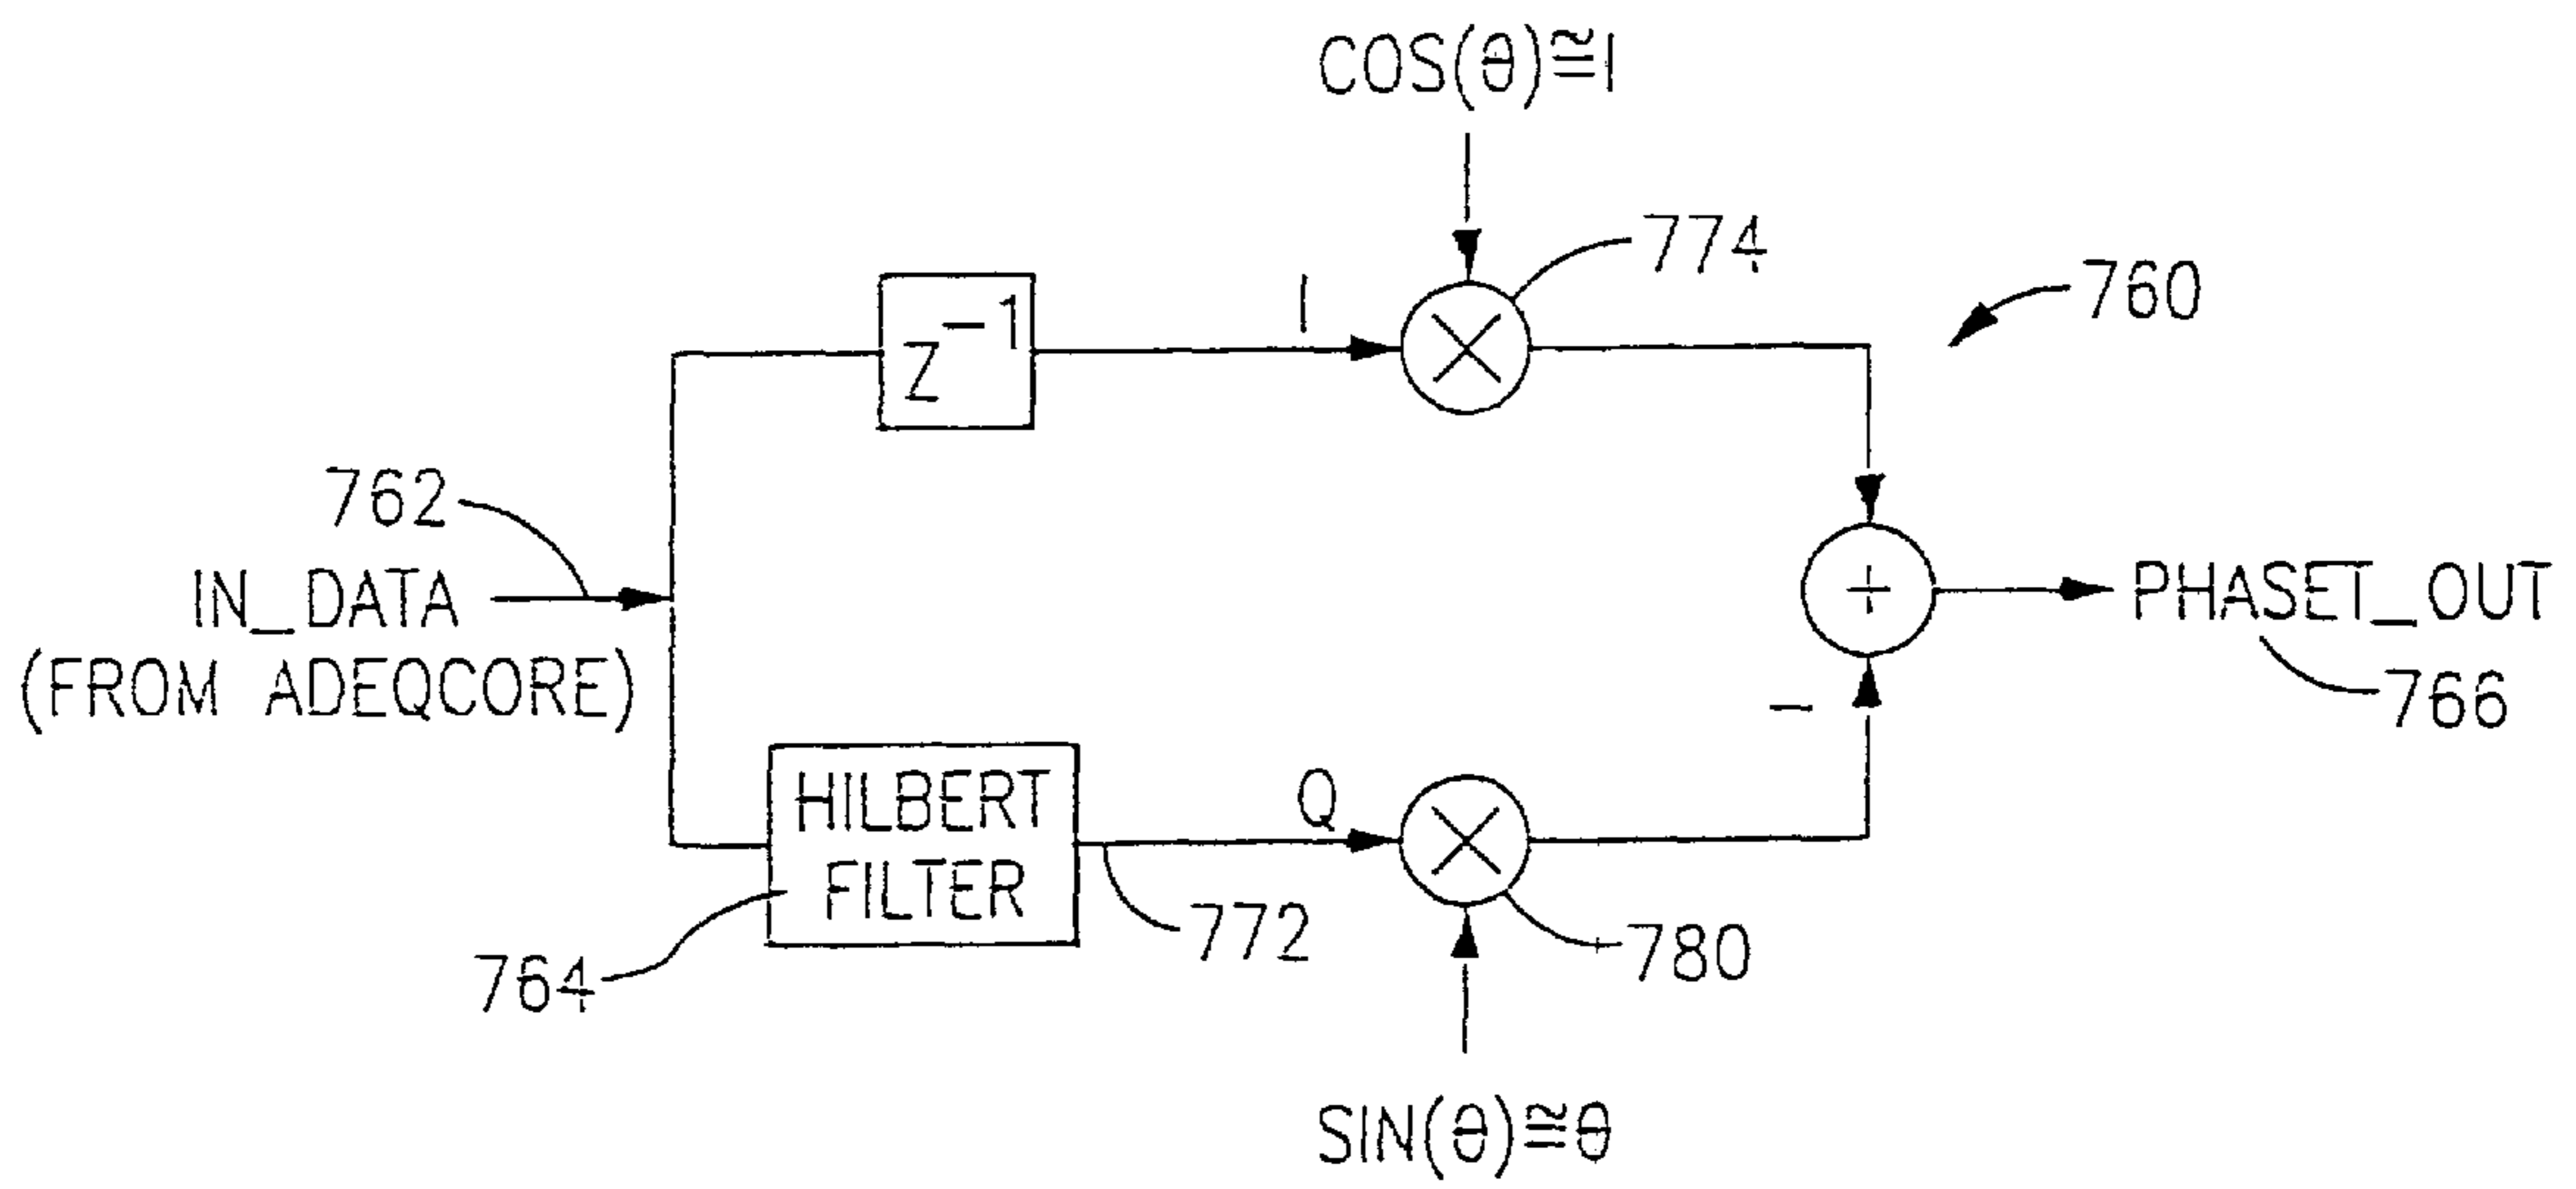 COS(θ)≅1
774
760
Z⁻¹
I
762
IN_DATA
(FROM ADEQCORE)
+
PHASET_OUT
766
–
HILBERT
FILTER
Q
764
772
780
SIN(θ)≅θ